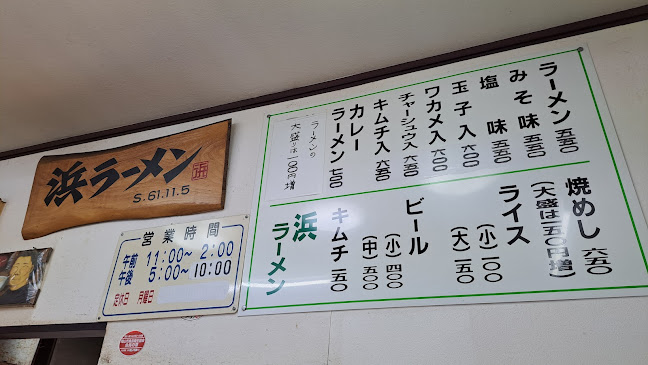 浜ラーメン
浜
S.61.11.5
営業時間
午前 11:00~2:00
午後 5:00~10:00
定休日 月曜日
ラーメン 五五〇
みそ味 五五〇
塩味 五五〇
玉子入 六〇〇
ワカメ入 六〇〇
チャーシュウ入 六五〇
キムチ入 六五〇
カレーラーメン 七〇〇
ラーメンの
大盛りは一〇〇円増
焼めし 六五〇
(大盛は五〇円増)
ライス
(小)一〇〇
(大)一五〇
ビール
(小)四〇〇
(中)五〇〇
キムチ 一五〇
浜
ラーメン